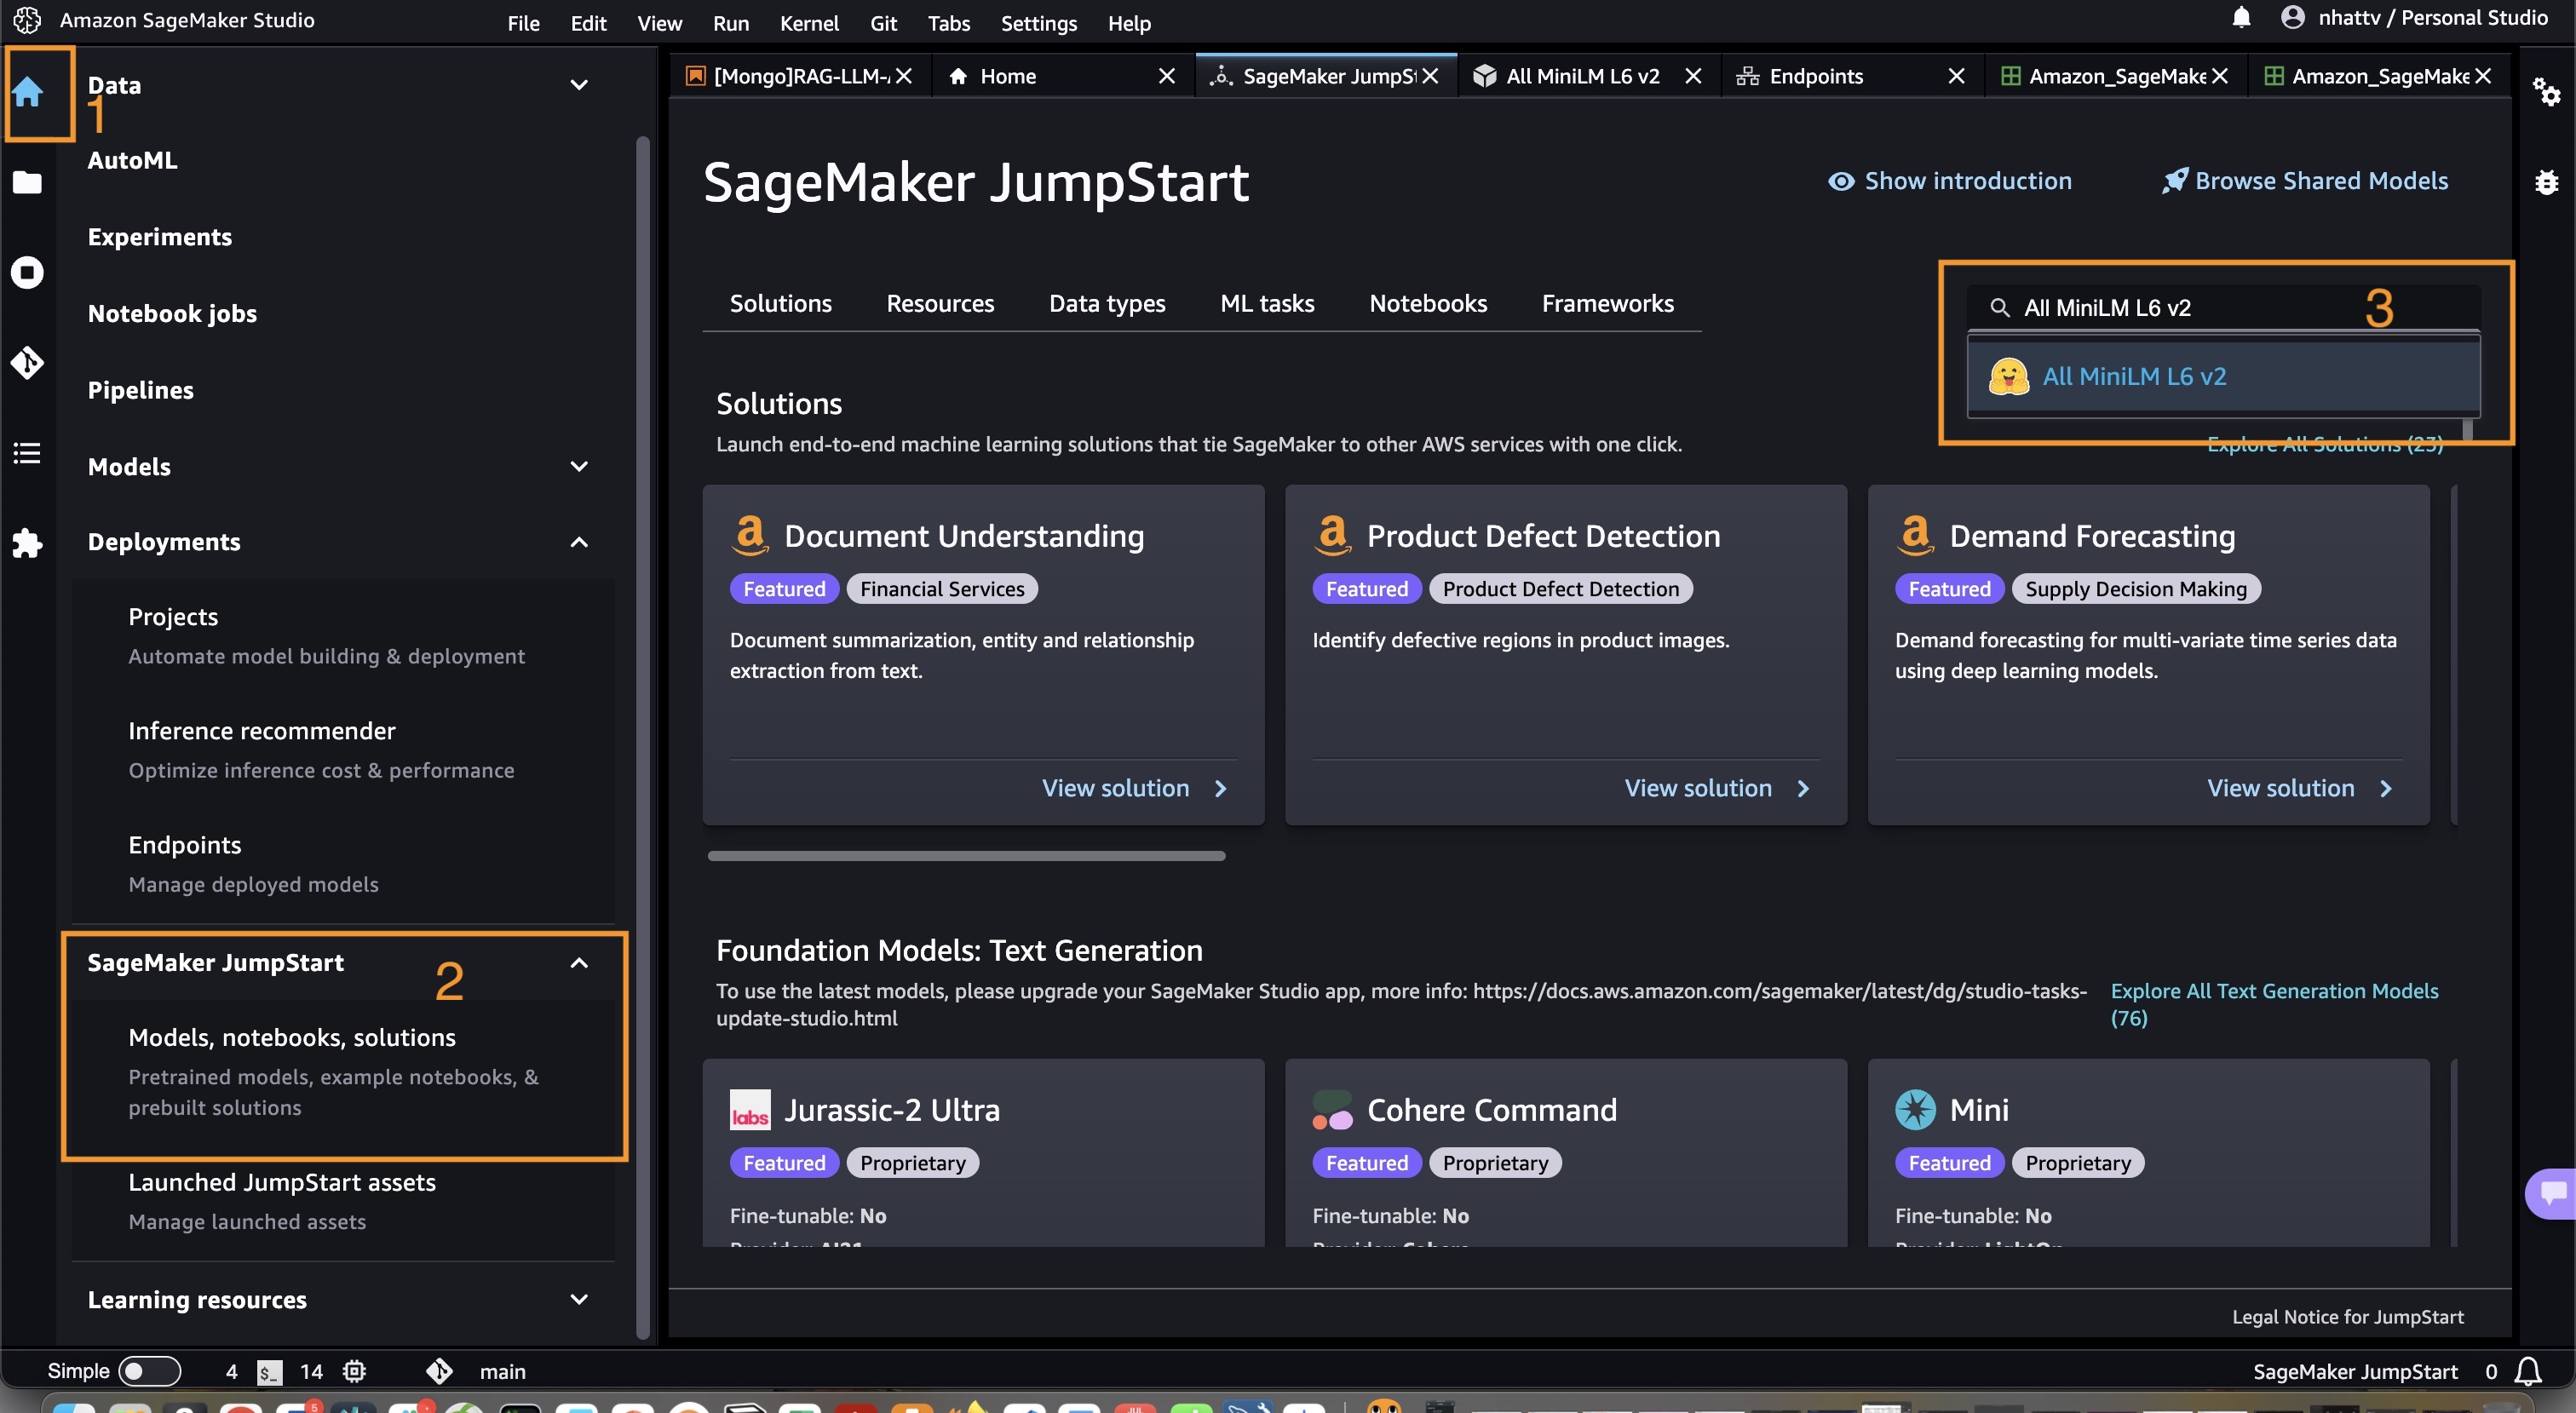 Amazon SageMaker Studio
File Edit View Run Kernel Git Tabs Settings Help
nhattv / Personal Studio
1
Data
AutoML
Experiments
Notebook jobs
Pipelines
Models
Deployments
Projects
Automate model building & deployment
Inference recommender
Optimize inference cost & performance
Endpoints
Manage deployed models
SageMaker JumpStart
2
Models, notebooks, solutions
Pretrained models, example notebooks, &
prebuilt solutions
Launched JumpStart assets
Manage launched assets
Learning resources
[Mongo]RAG-LLM-
Home
SageMaker JumpSt
All MiniLM L6 v2
Endpoints
Amazon_SageMake
Amazon_SageMake
SageMaker JumpStart
Show introduction
Browse Shared Models
Solutions Resources Data types ML tasks Notebooks Frameworks
All MiniLM L6 v2
3
All MiniLM L6 v2
Solutions
Launch end-to-end machine learning solutions that tie SageMaker to other AWS services with one click.
Explore All Solutions (23)
Document Understanding
Featured Financial Services
Document summarization, entity and relationship
extraction from text.
View solution
Product Defect Detection
Featured Product Defect Detection
Identify defective regions in product images.
View solution
Demand Forecasting
Featured Supply Decision Making
Demand forecasting for multi-variate time series data
using deep learning models.
View solution
Foundation Models: Text Generation
To use the latest models, please upgrade your SageMaker Studio app, more info: https://docs.aws.amazon.com/sagemaker/latest/dg/studio-tasks-
update-studio.html
Explore All Text Generation Models
(76)
labs
Jurassic-2 Ultra
Featured Proprietary
Fine-tunable: No
Provider: AI21
Cohere Command
Featured Proprietary
Fine-tunable: No
Provider: Cohere
Mini
Featured Proprietary
Fine-tunable: No
Provider: LightOn
Legal Notice for JumpStart
Simple 4 $_ 14 main
SageMaker JumpStart 0
5
JUL